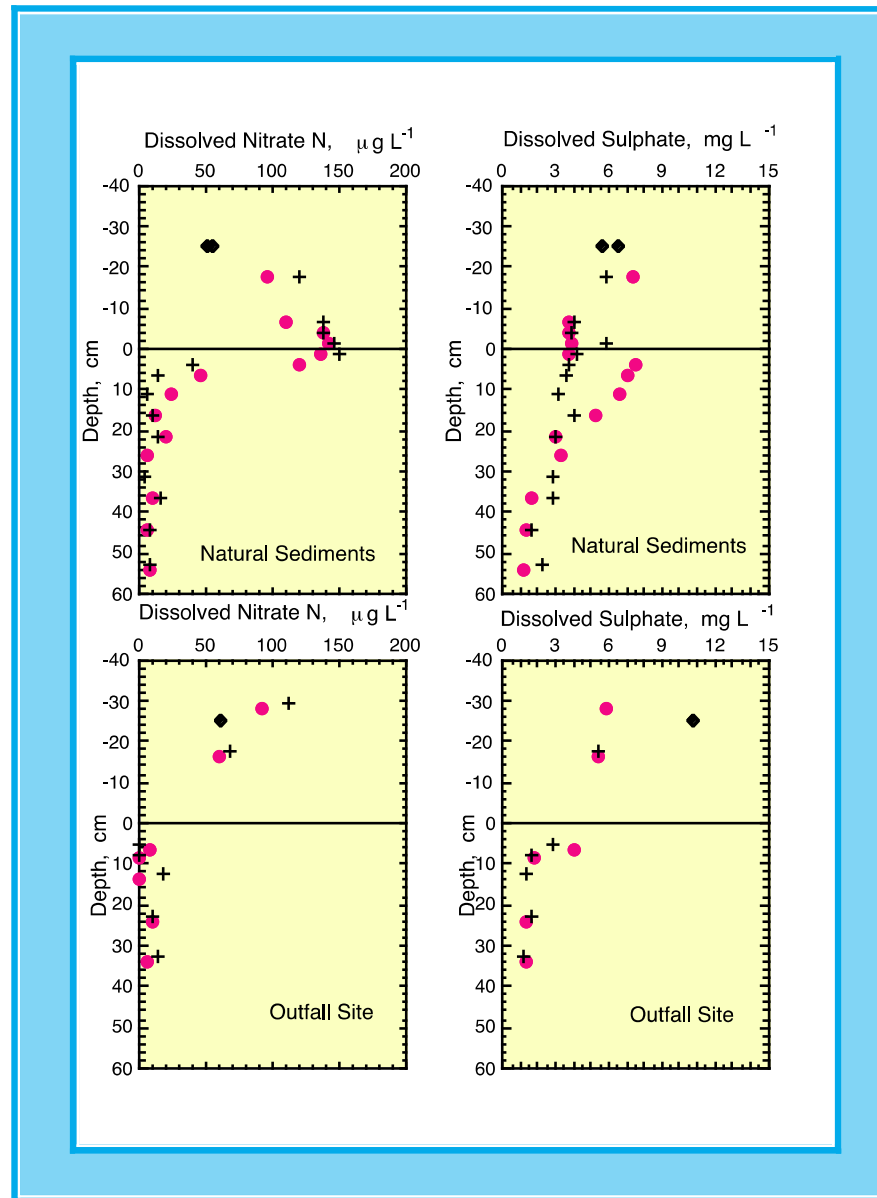 Dissolved Nitrate N, μ g L-1
0 50 100 150 200
Depth, cm
-40
-30
-20
-10
0
10
20
30
40
50
60
Natural Sediments
Dissolved Sulphate, mg L-1
0 3 6 9 12 15
Depth, cm
-40
-30
-20
-10
0
10
20
30
40
50
60
Natural Sediments
Dissolved Nitrate N, μ g L-1
0 50 100 150 200
Depth, cm
-40
-30
-20
-10
0
10
20
30
40
50
60
Outfall Site
Dissolved Sulphate, mg L-1
0 3 6 9 12 15
Depth, cm
-40
-30
-20
-10
0
10
20
30
40
50
60
Outfall Site